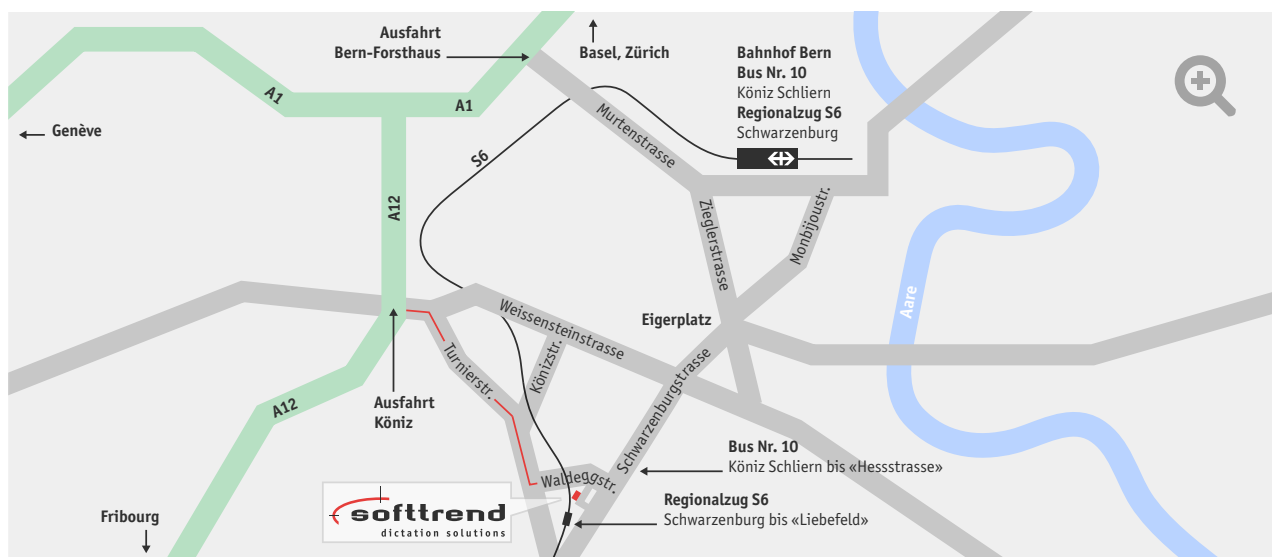 Ausfahrt
Bern-Forsthaus
Basel, Zürich
Bahnhof Bern
Bus Nr. 10
Köniz Schliern
Regionalzug S6
Schwarzenburg
A1
A1
Genève
S6
Murtenstrasse
A12
Zieglerstrasse
Monbijoustr.
Aare
Weissensteinstrasse
Eigerplatz
Turnierstr.
Könizstr.
Schwarzenburgstrasse
A12
Ausfahrt
Köniz
Bus Nr. 10
Köniz Schliern bis «Hessstrasse»
Waldeggstr.
Regionalzug S6
Schwarzenburg bis «Liebefeld»
softtrend
dictation solutions
Fribourg